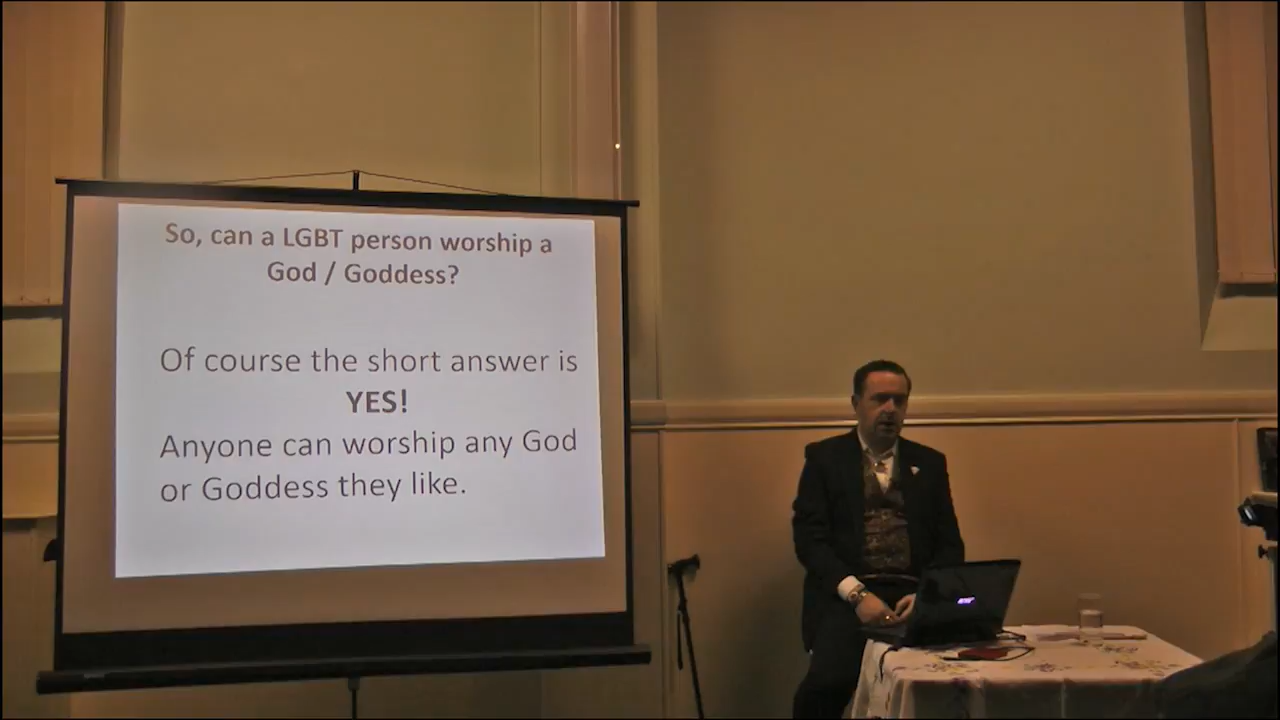 So, can a LGBT person worship a
God / Goddess?
Of course the short answer is
YES!
Anyone can worship any God
or Goddess they like.